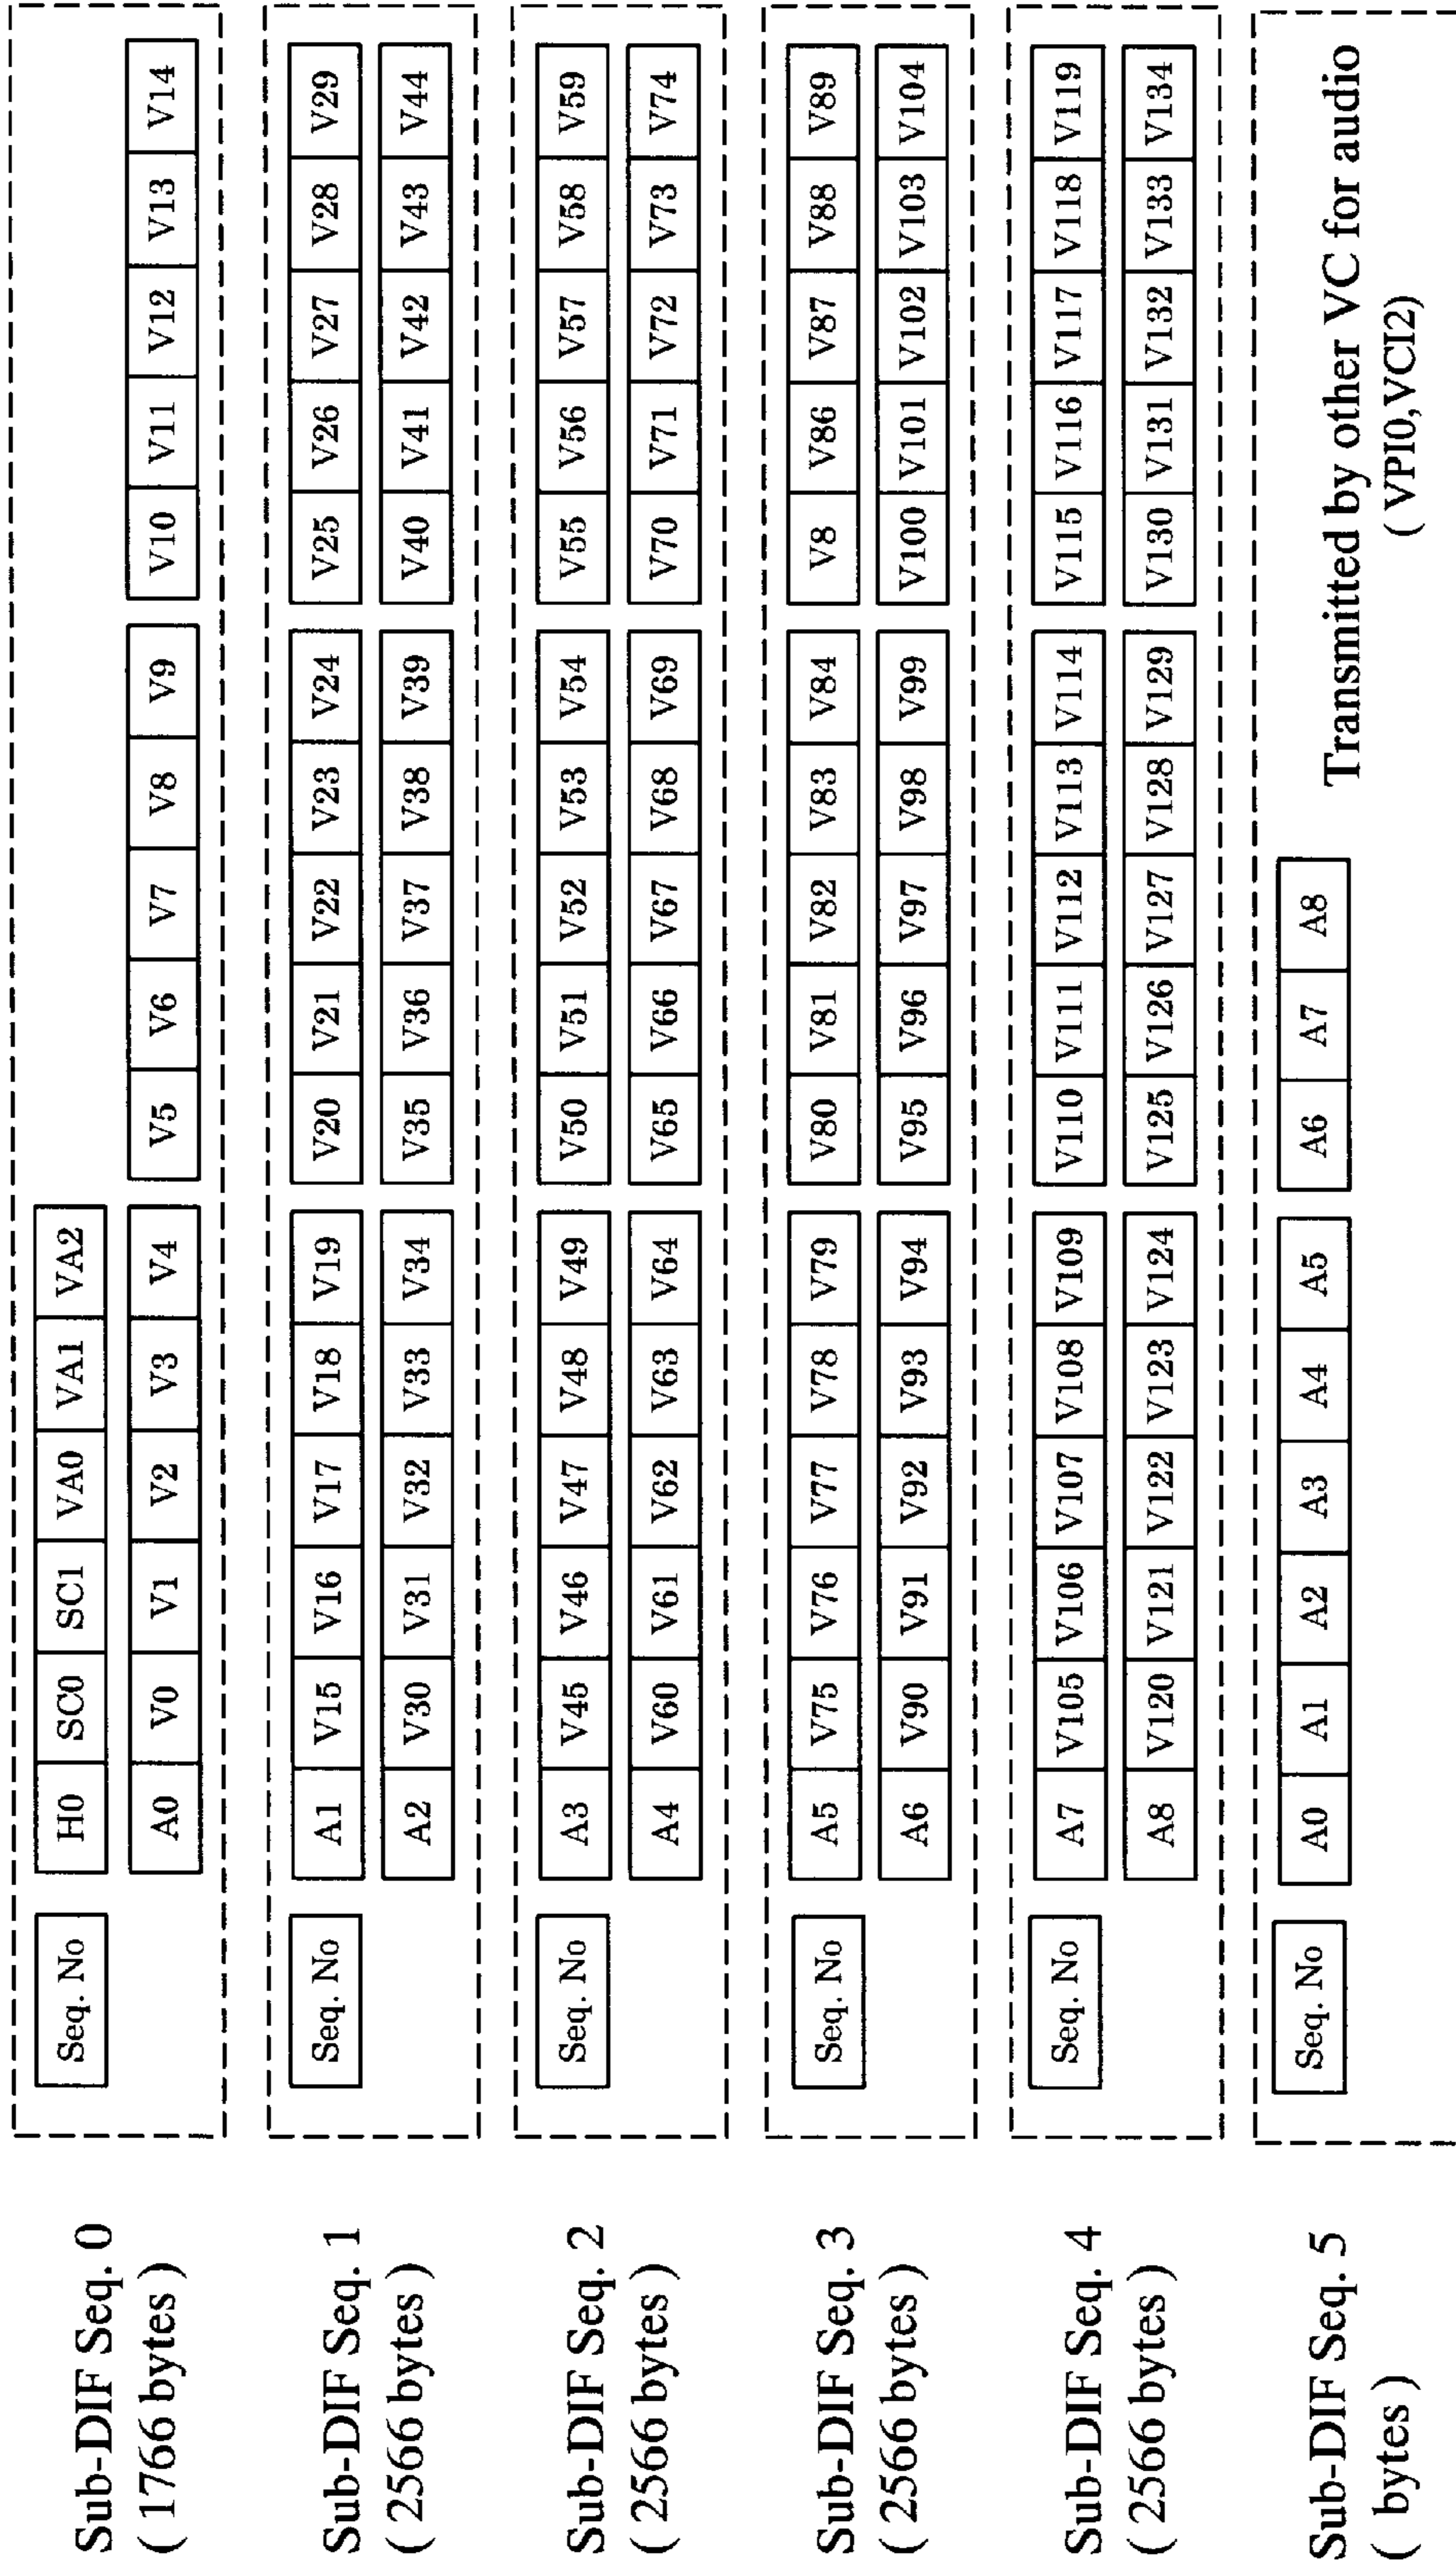 Sub-DIF Seq. 0
( 1766 bytes )
Seq. No
H0 SC0 SC1 VA0 VA1 VA2
A0 V0 V1 V2 V3 V4 V5 V6 V7 V8 V9 V10 V11 V12 V13 V14
Sub-DIF Seq. 1
( 2566 bytes )
Seq. No
A1 V15 V16 V17 V18 V19 V20 V21 V22 V23 V24 V25 V26 V27 V28 V29
A2 V30 V31 V32 V33 V34 V35 V36 V37 V38 V39 V40 V41 V42 V43 V44
Sub-DIF Seq. 2
( 2566 bytes )
Seq. No
A3 V45 V46 V47 V48 V49 V50 V51 V52 V53 V54 V55 V56 V57 V58 V59
A4 V60 V61 V62 V63 V64 V65 V66 V67 V68 V69 V70 V71 V72 V73 V74
Sub-DIF Seq. 3
( 2566 bytes )
Seq. No
A5 V75 V76 V77 V78 V79 V80 V81 V82 V83 V84 V8 V86 V87 V88 V89
A6 V90 V91 V92 V93 V94 V95 V96 V97 V98 V99 V100 V101 V102 V103 V104
Sub-DIF Seq. 4
( 2566 bytes )
Seq. No
A7 V105 V106 V107 V108 V109 V110 V111 V112 V113 V114 V115 V116 V117 V118 V119
A8 V120 V121 V122 V123 V124 V125 V126 V127 V128 V129 V130 V131 V132 V133 V134
Sub-DIF Seq. 5
( bytes )
Seq. No
A0 A1 A2 A3 A4 A5 A6 A7 A8
Transmitted by other VC for audio
( VPI0,VCI2)